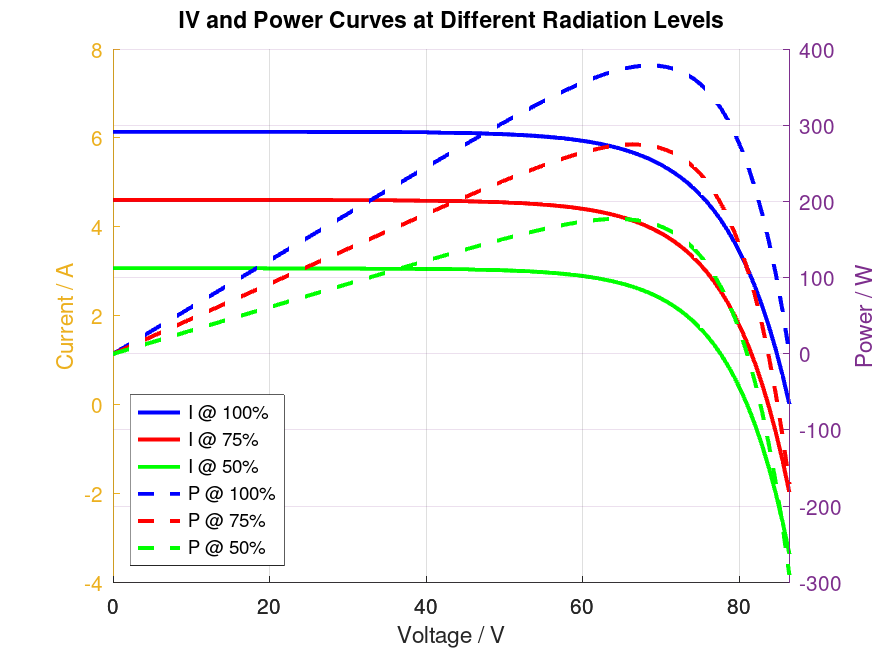 IV and Power Curves at Different Radiation Levels
8
6
4
2
0
-2
-4
Current / A
400
300
200
100
0
-100
-200
-300
Power / W
I @ 100%
I @ 75%
I @ 50%
P @ 100%
P @ 75%
P @ 50%
0 20 40 60 80
Voltage / V